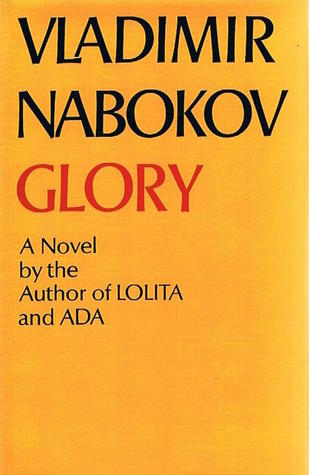 VLADIMIR
NABOKOV
GLORY
A Novel
by the
Author of LOLITA
and ADA